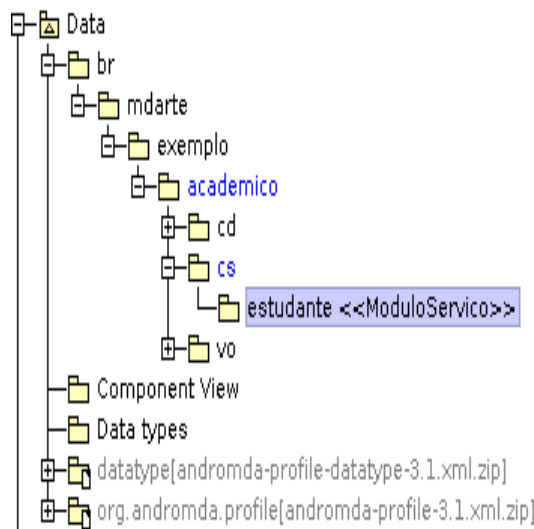 Data
br
mdarte
exemplo
academico
cd
cs
estudante <<ModuloServico>>
vo
Component View
Data types
datatype[andromda-profile-datatype-3.1.xml.zip]
org.andromda.profile[andromda-profile-3.1.xml.zip]